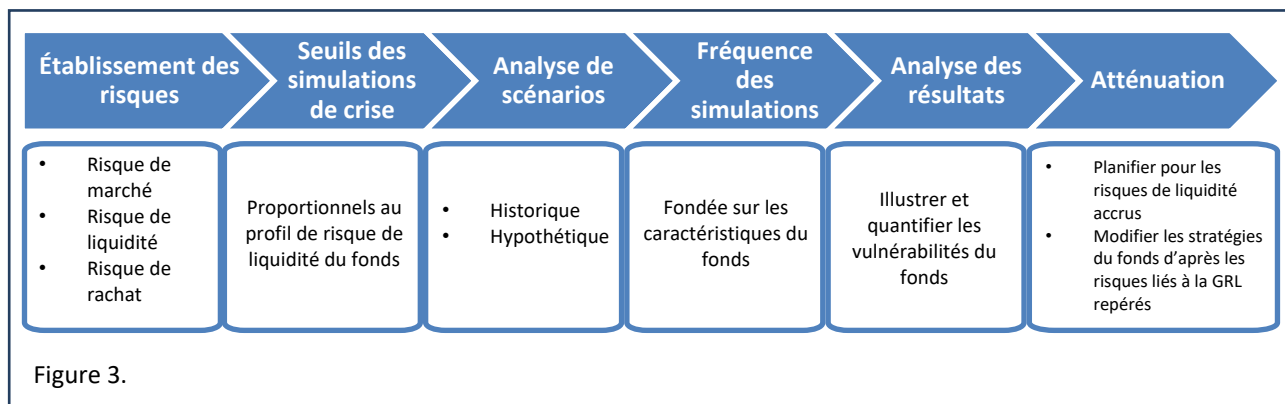 Établissement des
risques
Seuils des
simulations
de crise
Analyse de
scénarios
Fréquence
des
simulations
Analyse des
résultats
Atténuation
• Risque de
marché
• Risque de
liquidité
• Risque de
rachat
Proportionnels au
profil de risque de
liquidité du fonds
• Historique
• Hypothétique
Fondée sur les
caractéristiques du
fonds
Illustrer et
quantifier les
vulnérabilités du
fonds
• Planifier pour les
risques de liquidité
accrus
• Modifier les stratégies
du fonds d’après les
risques liés à la GRL
repérés
Figure 3.